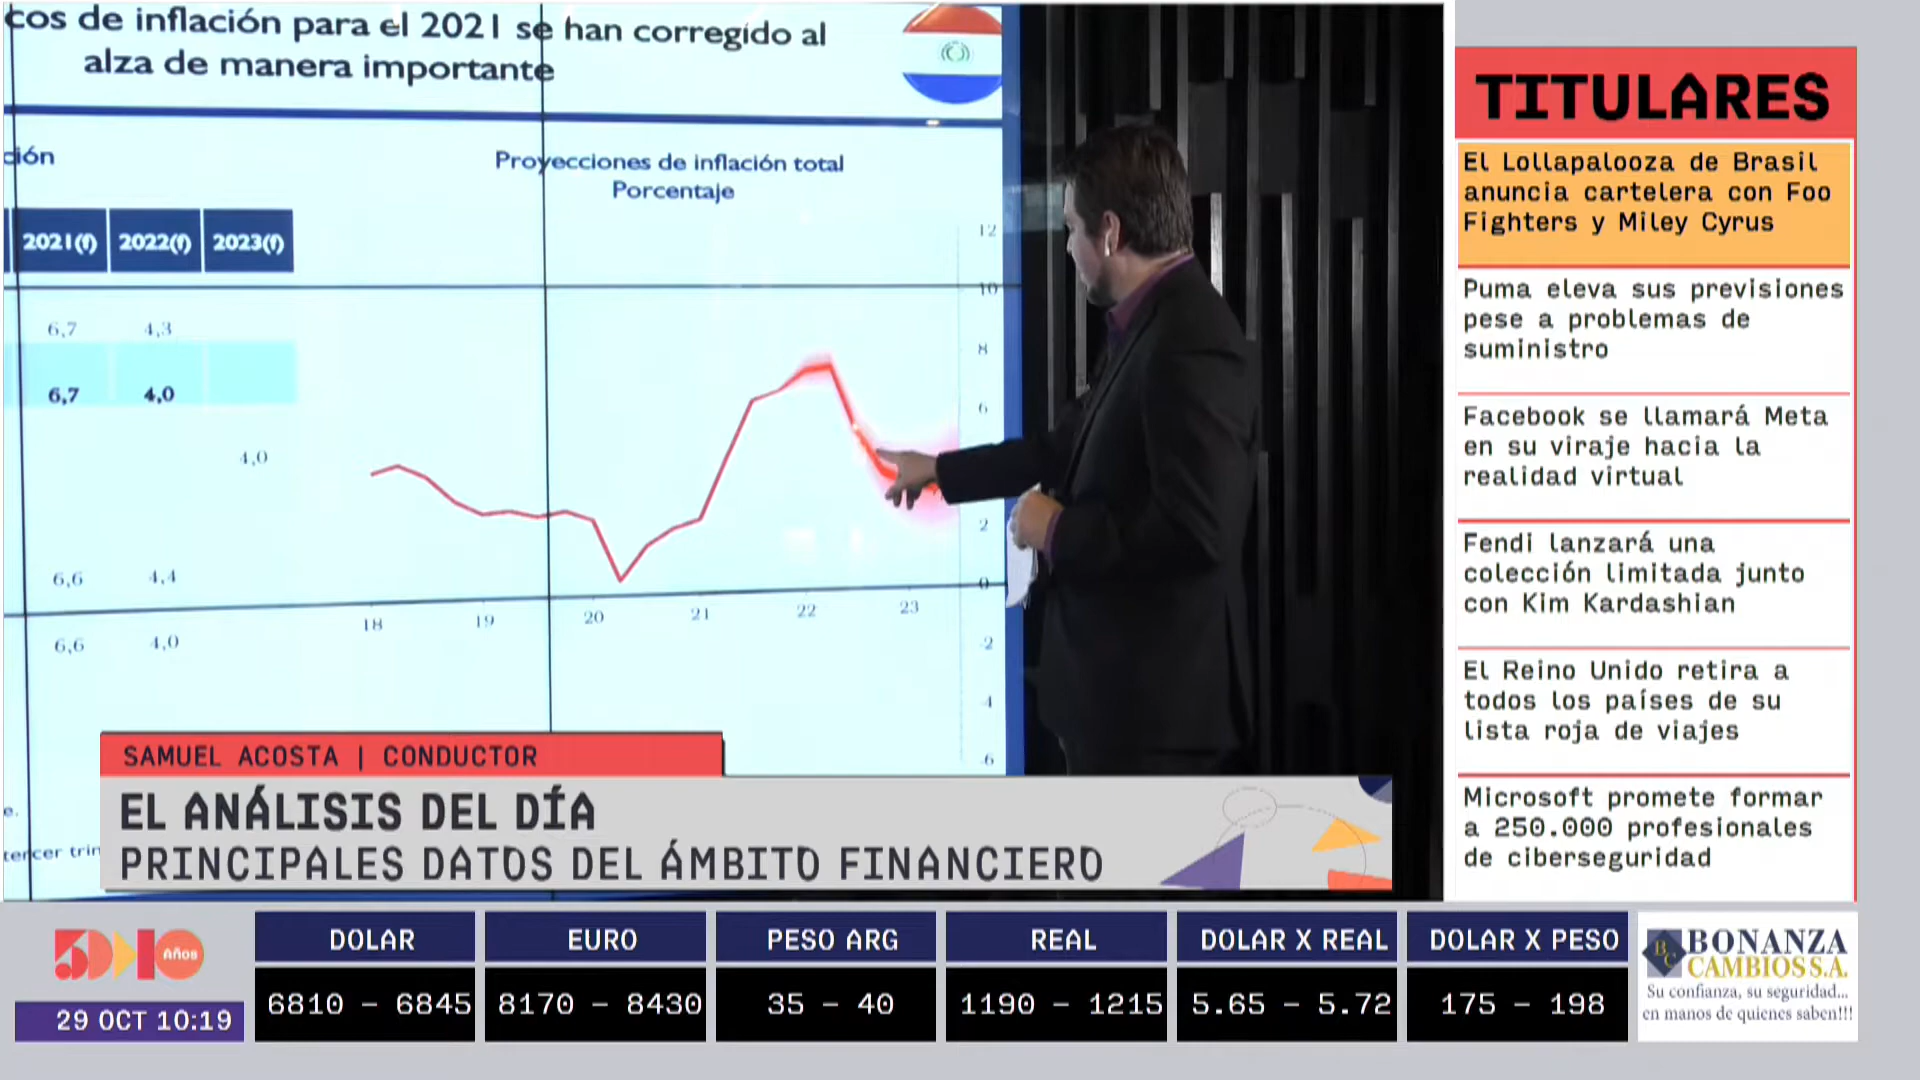 cos de inflación para el 2021 se han corregido al
alza de manera importante
ción
Proyecciones de inflación total
Porcentaje
2021(f) 2022(f) 2023(f)
6,7 4,3
6,7 4,0
4,0
6,6 4,4
6,6 4,0
12
10
8
6
2
0
-2
-4
-6
18 19 20 21 22 23
e.
tercer trim
SAMUEL ACOSTA | CONDUCTOR
EL ANÁLISIS DEL DÍA
PRINCIPALES DATOS DEL ÁMBITO FINANCIERO
TITULARES
El Lollapalooza de Brasil
anuncia cartelera con Foo
Fighters y Miley Cyrus
Puma eleva sus previsiones
pese a problemas de
suministro
Facebook se llamará Meta
en su viraje hacia la
realidad virtual
Fendi lanzará una
colección limitada junto
con Kim Kardashian
El Reino Unido retira a
todos los países de su
lista roja de viajes
Microsoft promete formar
a 250.000 profesionales
de ciberseguridad
5D 10 Años
29 OCT 10:19
DOLAR
6810 - 6845
EURO
8170 - 8430
PESO ARG
35 - 40
REAL
1190 - 1215
DOLAR X REAL
5.65 - 5.72
DOLAR X PESO
175 - 198
BC BONANZA
CAMBIOS S.A.
Su confianza, su seguridad...
en manos de quienes saben!!!